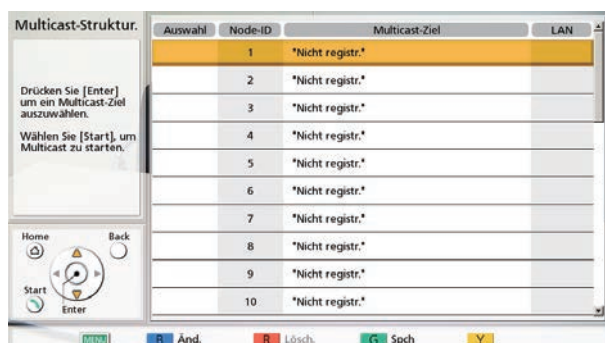 Multicast-Struktur.
Auswahl Node-ID Multicast-Ziel LAN
Drücken Sie [Enter]
um ein Multicast-Ziel
auszuwählen.
Wählen Sie [Start], um
Multicast zu starten.
1 "Nicht registr."
2 "Nicht registr."
3 "Nicht registr."
4 "Nicht registr."
5 "Nicht registr."
6 "Nicht registr."
7 "Nicht registr."
8 "Nicht registr."
9 "Nicht registr."
10 "Nicht registr."
Home Back
Start
Enter
MENU B Änd. R Lösch. G Spch Y